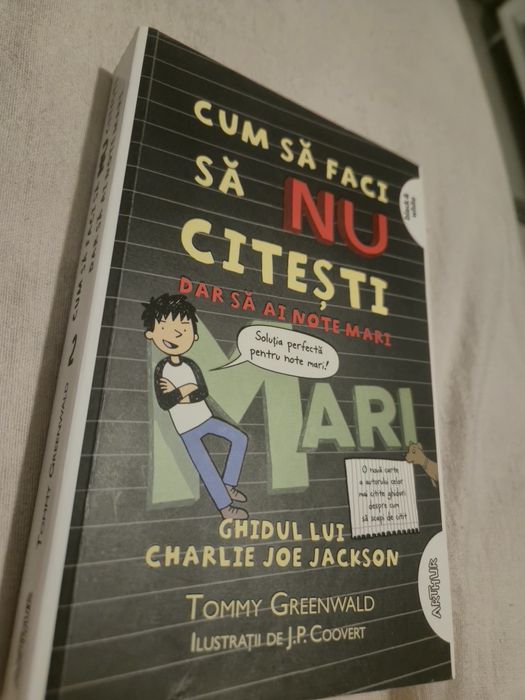 CUM SĂ FACI
SĂ NU
CITEȘTI
DAR SĂ AI NOTE MARI
Soluția perfectă
pentru note mari!
MARI
O nouă carte
a autorului celor
mai citite ghiduri
despre cum
să scapi de citit
GHIDUL LUI
CHARLIE JOE JACKSON
TOMMY GREENWALD
ILUSTRAȚII DE J.P. COOVERT
black &
white
ARTHUR
TOMMY GREENWALD
2